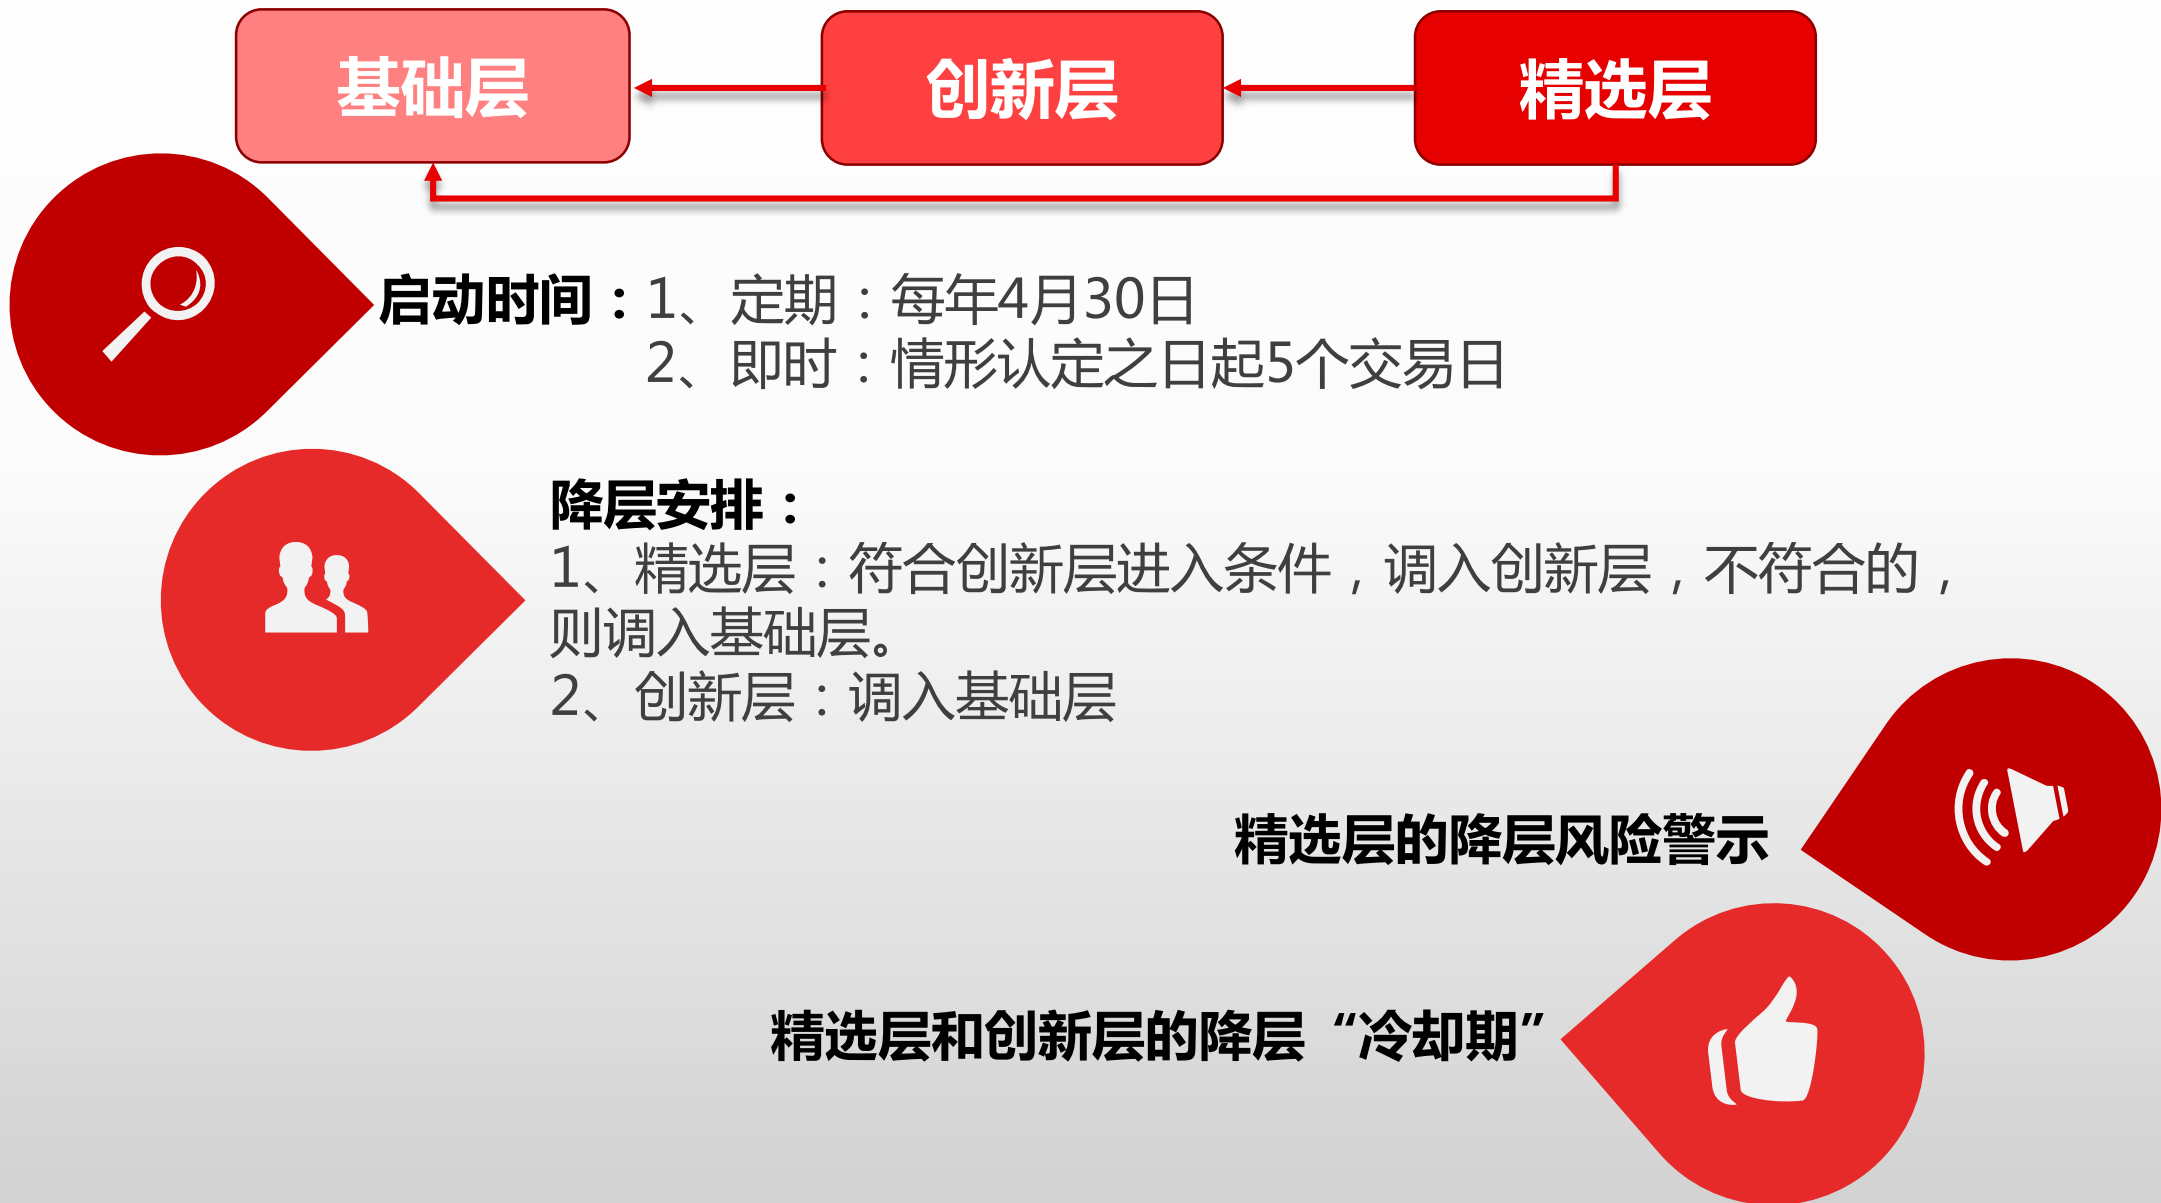 基础层
创新层
精选层
启动时间：1、定期：每年4月30日
2、即时：情形认定之日起5个交易日
降层安排：
1、精选层：符合创新层进入条件，调入创新层，不符合的，
则调入基础层。
2、创新层：调入基础层
精选层的降层风险警示
精选层和创新层的降层“冷却期”